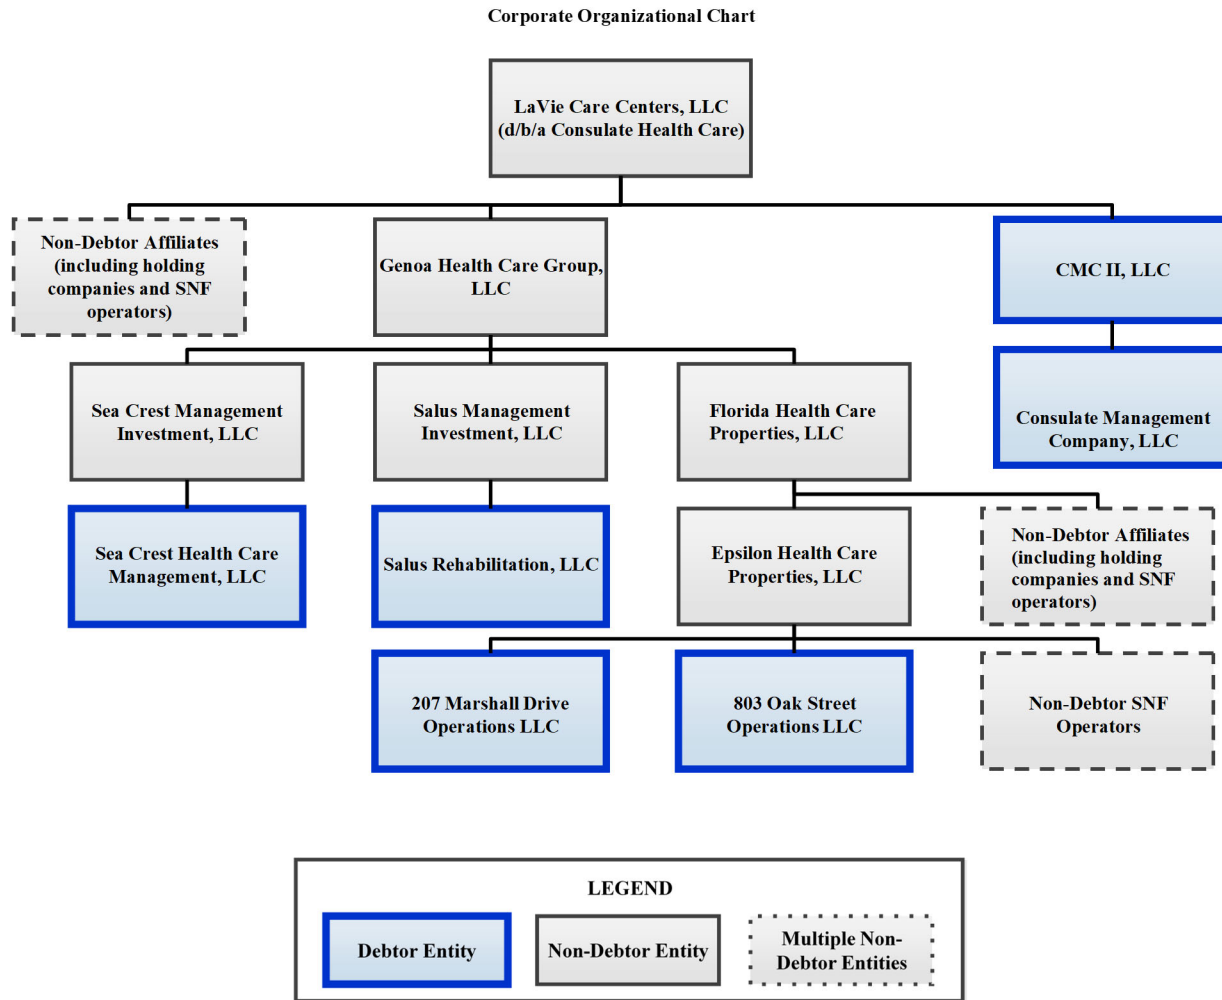 Corporate Organizational Chart
LaVie Care Centers, LLC
(d/b/a Consulate Health Care)
Non-Debtor Affiliates
(including holding
companies and SNF
operators)
Genoa Health Care Group,
LLC
CMC II, LLC
Sea Crest Management
Investment, LLC
Salus Management
Investment, LLC
Florida Health Care
Properties, LLC
Consulate Management
Company, LLC
Sea Crest Health Care
Management, LLC
Salus Rehabilitation, LLC
Epsilon Health Care
Properties, LLC
Non-Debtor Affiliates
(including holding
companies and SNF
operators)
207 Marshall Drive
Operations LLC
803 Oak Street
Operations LLC
Non-Debtor SNF
Operators
LEGEND
Debtor Entity
Non-Debtor Entity
Multiple Non-
Debtor Entities